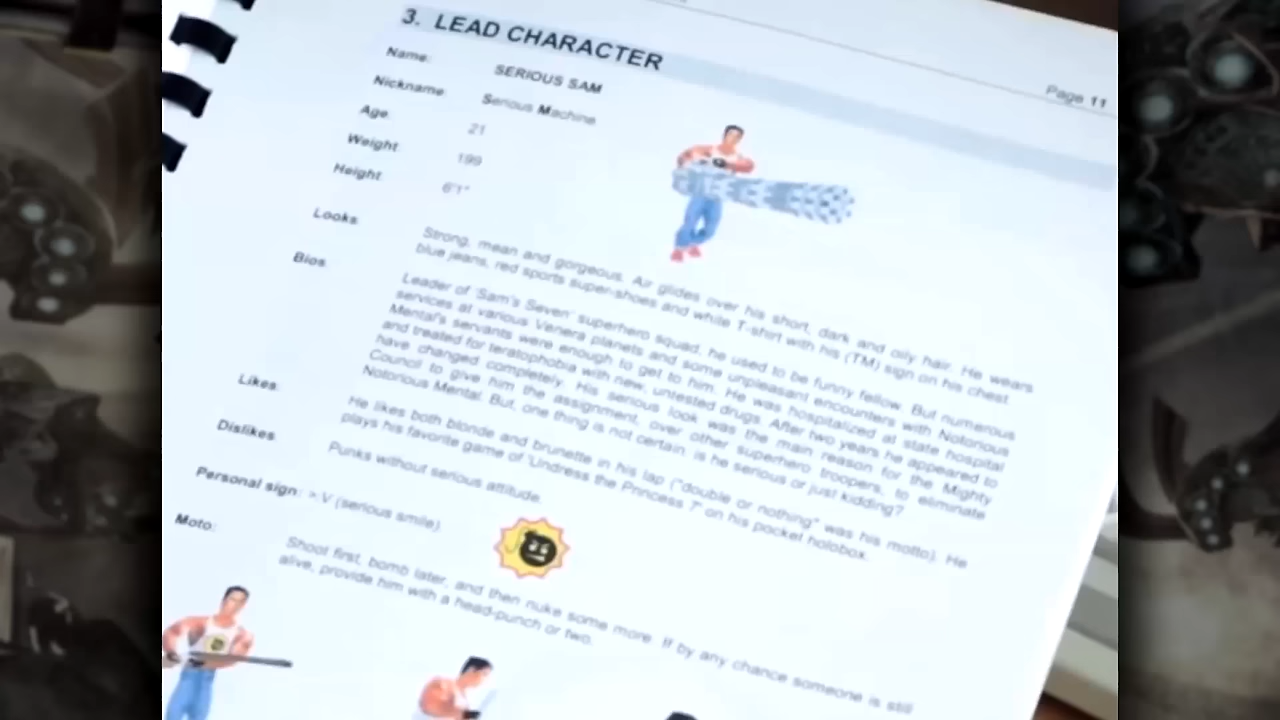 Page 11
3. LEAD CHARACTER
Name: SERIOUS SAM
Nickname: Serious Machine
Age: 21
Weight: 199
Height: 6'1"
Looks: Strong, mean and gorgeous. Air glides over his short, dark and oily hair. He wears
blue jeans, red sports super-shoes and white T-shirt with his (TM) sign on his chest.
Bios: Leader of 'Sam's Seven' superhero squad, he used to be funny fellow. But numerous
services at various Venera planets and some unpleasant encounters with Notorious
Mental's servants were enough to get to him. He was hospitalized at state hospital
and treated for teratophobia with new, untested drugs. After two years he appeared to
have changed completely. His serious look was the main reason for the Mighty
Council to give him the assignment, over other superhero troopers, to eliminate
Notorious Mental. But, one thing is not certain: is he serious or just kidding?
Likes: He likes both blonde and brunette in his lap ("double or nothing" was his motto). He
plays his favorite game of 'Undress the Princess 7' on his pocket holobox.
Dislikes: Punks without serious attitude.
Personal sign: >:V (serious smile)
Moto: Shoot first, bomb later, and then nuke some more. If by any chance someone is still
alive, provide him with a head-punch or two.